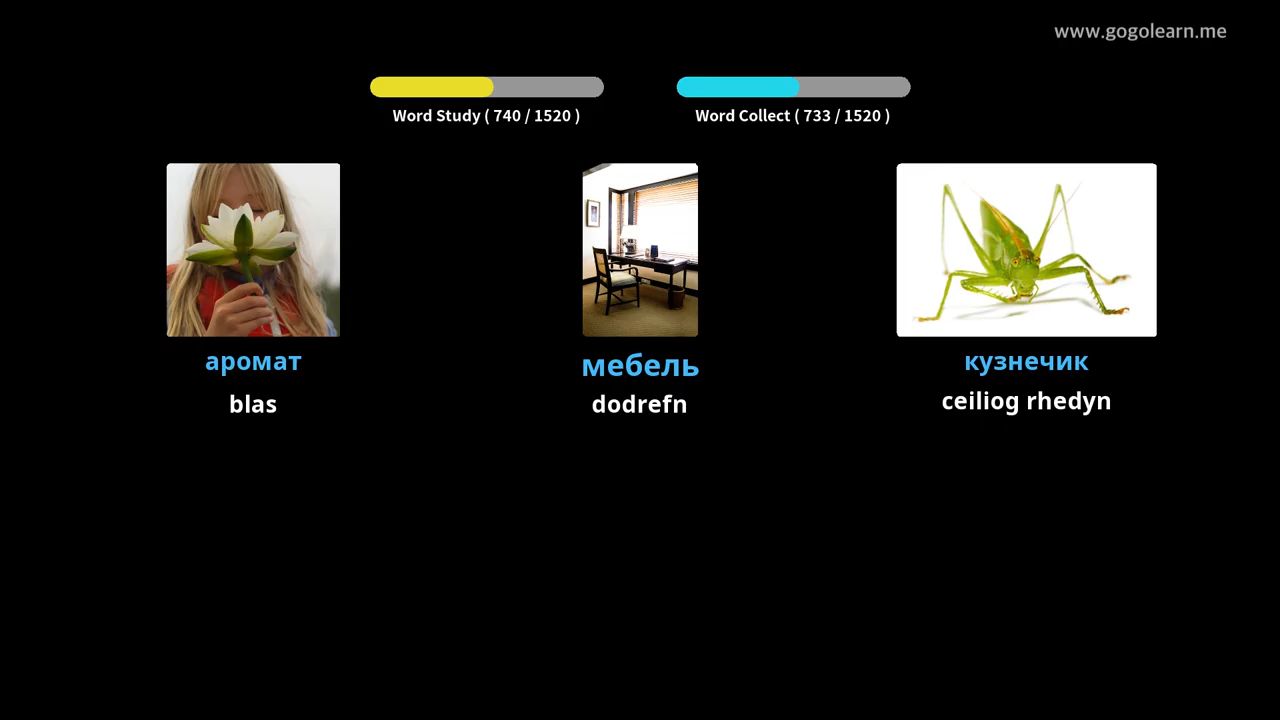 www.gogolearn.me
Word Study ( 740 / 1520 )
Word Collect ( 733 / 1520 )
аромат
мебель
кузнечик
blas
dodrefn
ceiliog rhedyn